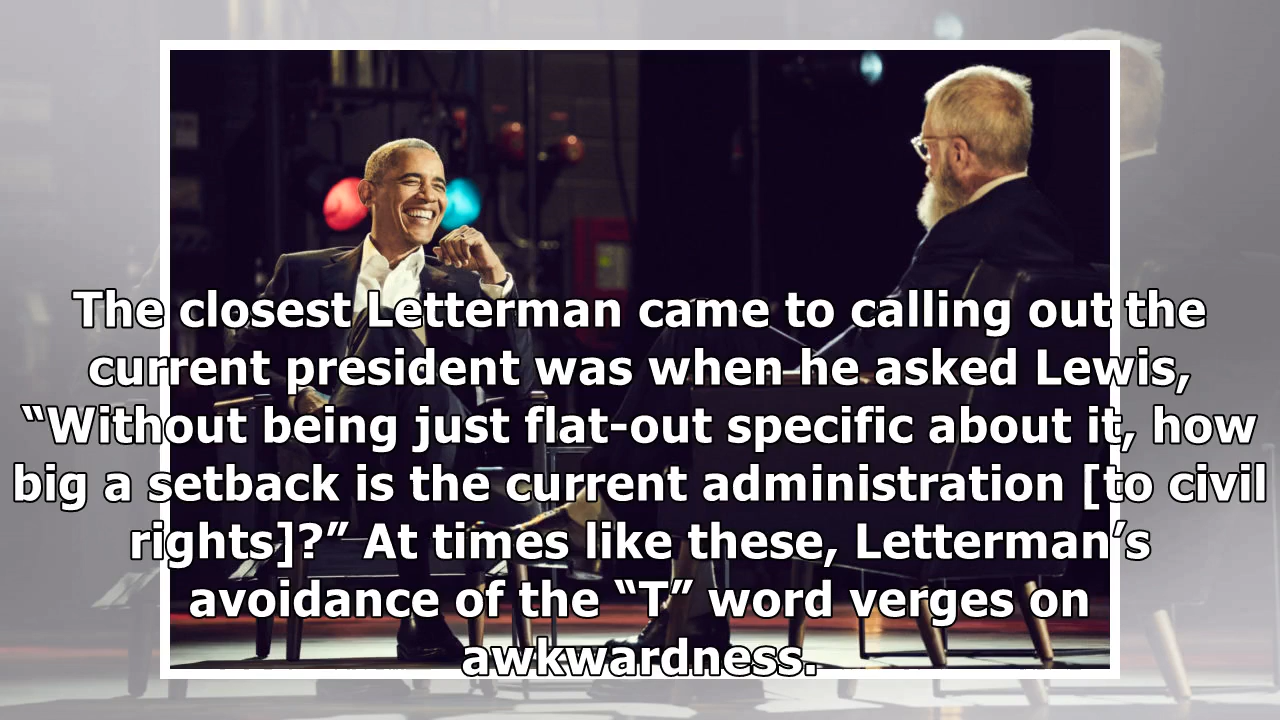 The closest Letterman came to calling out the
current president was when he asked Lewis,
“Without being just flat-out specific about it, how
big a setback is the current administration [to civil
rights]?” At times like these, Letterman’s
avoidance of the “T” word verges on
awkwardness.